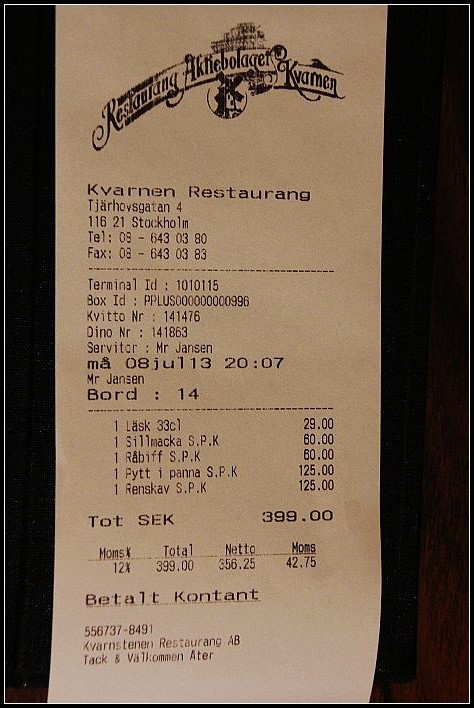 Restaurang Aktiebolaget Kvarnen
K
Kvarnen Restaurang
Tjärhovsgatan 4
116 21 Stockholm
Tel: 08 - 643 03 80
Fax: 08 - 643 03 83
Terminal Id : 1010115
Box Id : PPLUS000000000996
Kvitto Nr : 141476
Dino Nr : 141863
Servitor : Mr Jansen
må 08jul13 20:07
Mr Jansen
Bord : 14
1 Läsk 33cl 29.00
1 Sillmacka S.P.K 60.00
1 Råbiff S.P.K 60.00
1 Pytt i panna S.P.K 125.00
1 Renskav S.P.K 125.00
Tot SEK 399.00
Moms% Total Netto Moms
12% 399.00 356.25 42.75
Betalt Kontant
556737-8491
Kvarnstenen Restaurang AB
Tack & Välkommen Åter